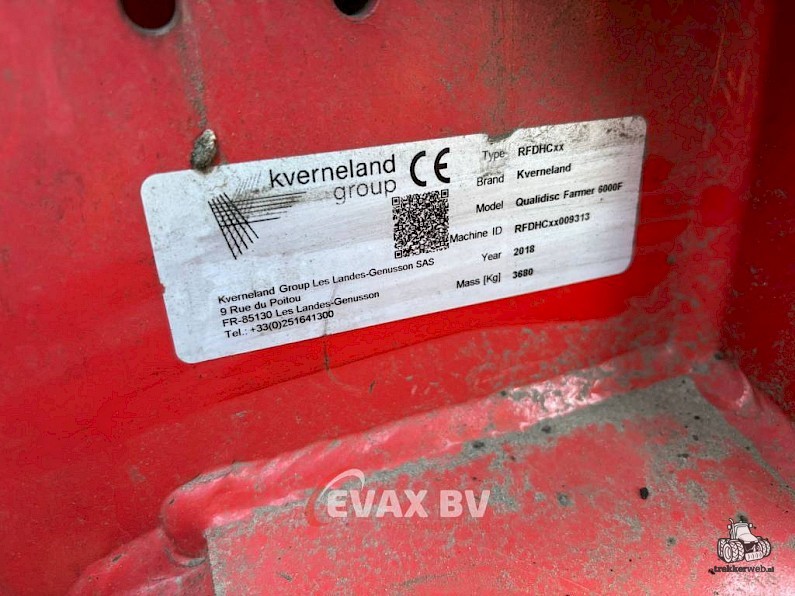 kverneland
group
CE
Type RFDHCxx
Brand Kverneland
Model Qualidisc Farmer 6000F
Machine ID RFDHCxx009313
Year 2018
Mass [Kg] 3680
Kverneland Group Les Landes-Genusson SAS
9 Rue du Poitou
FR-85130 Les Landes-Genusson
Tel.: +33(0)251641300
EVAX BV
trekkerweb.nl